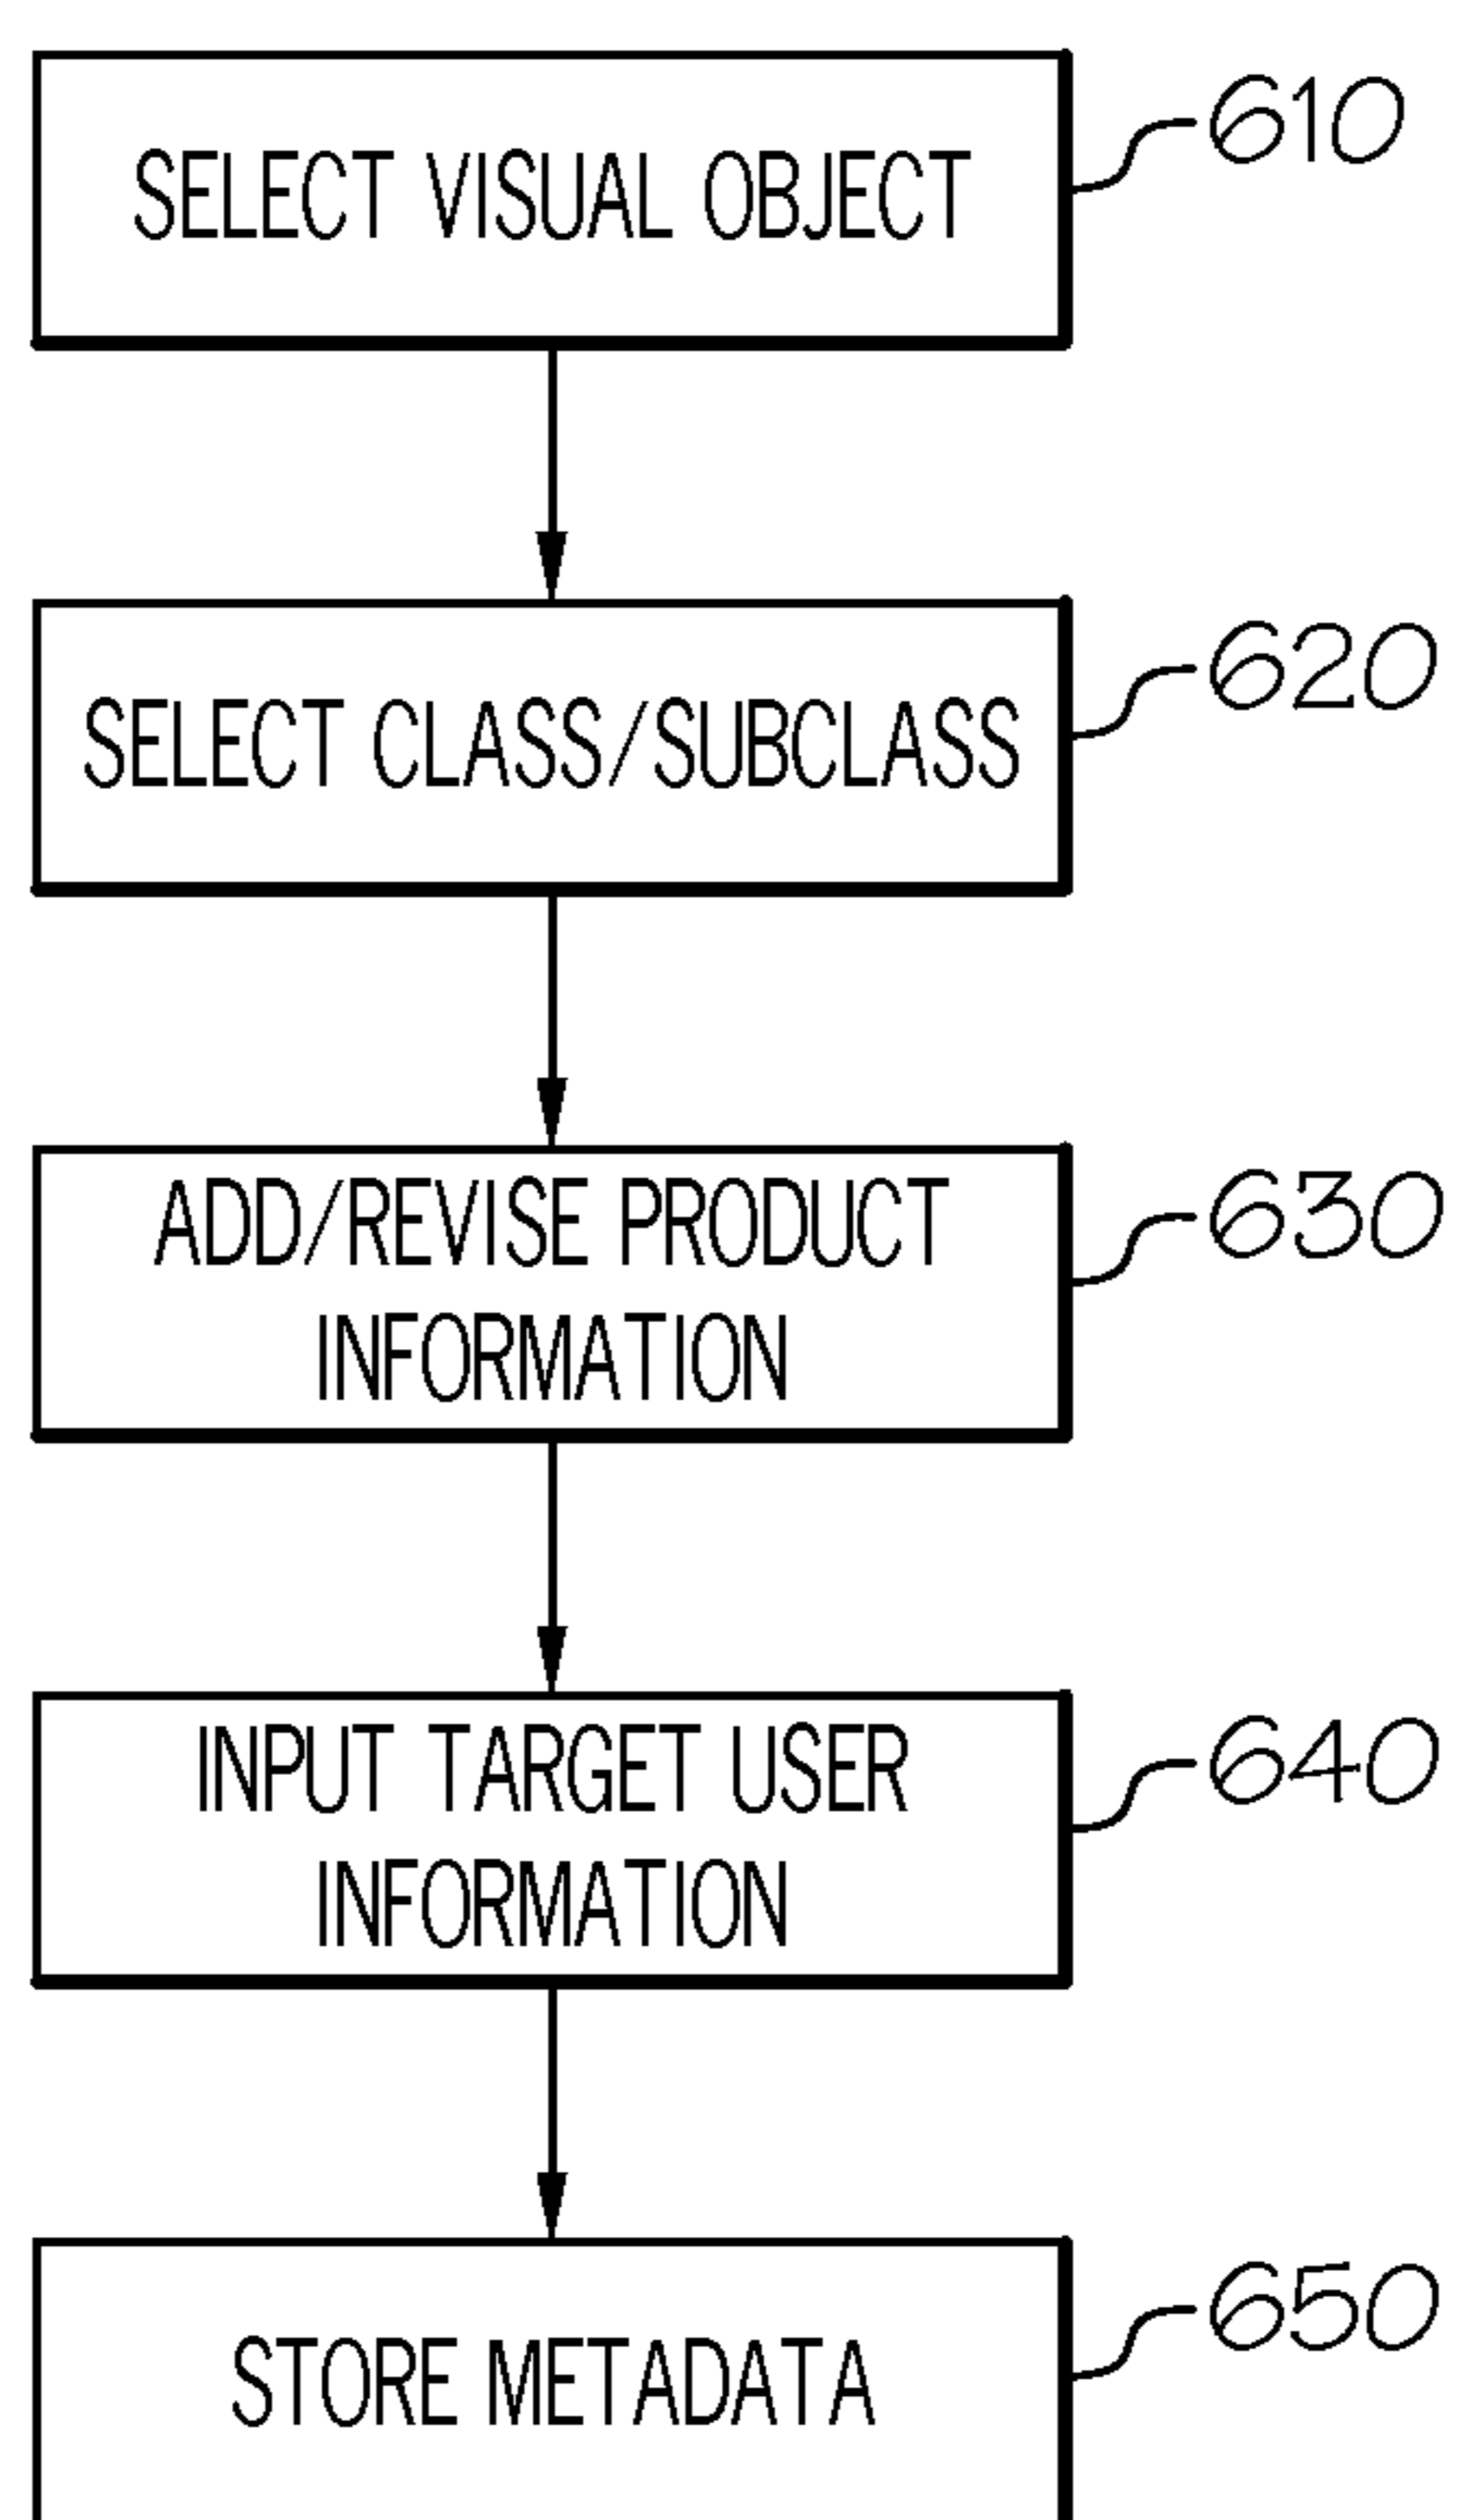 SELECT VISUAL OBJECT
610
SELECT CLASS/SUBCLASS
620
ADD/REVISE PRODUCT
INFORMATION
630
INPUT TARGET USER
INFORMATION
640
STORE METADATA
650